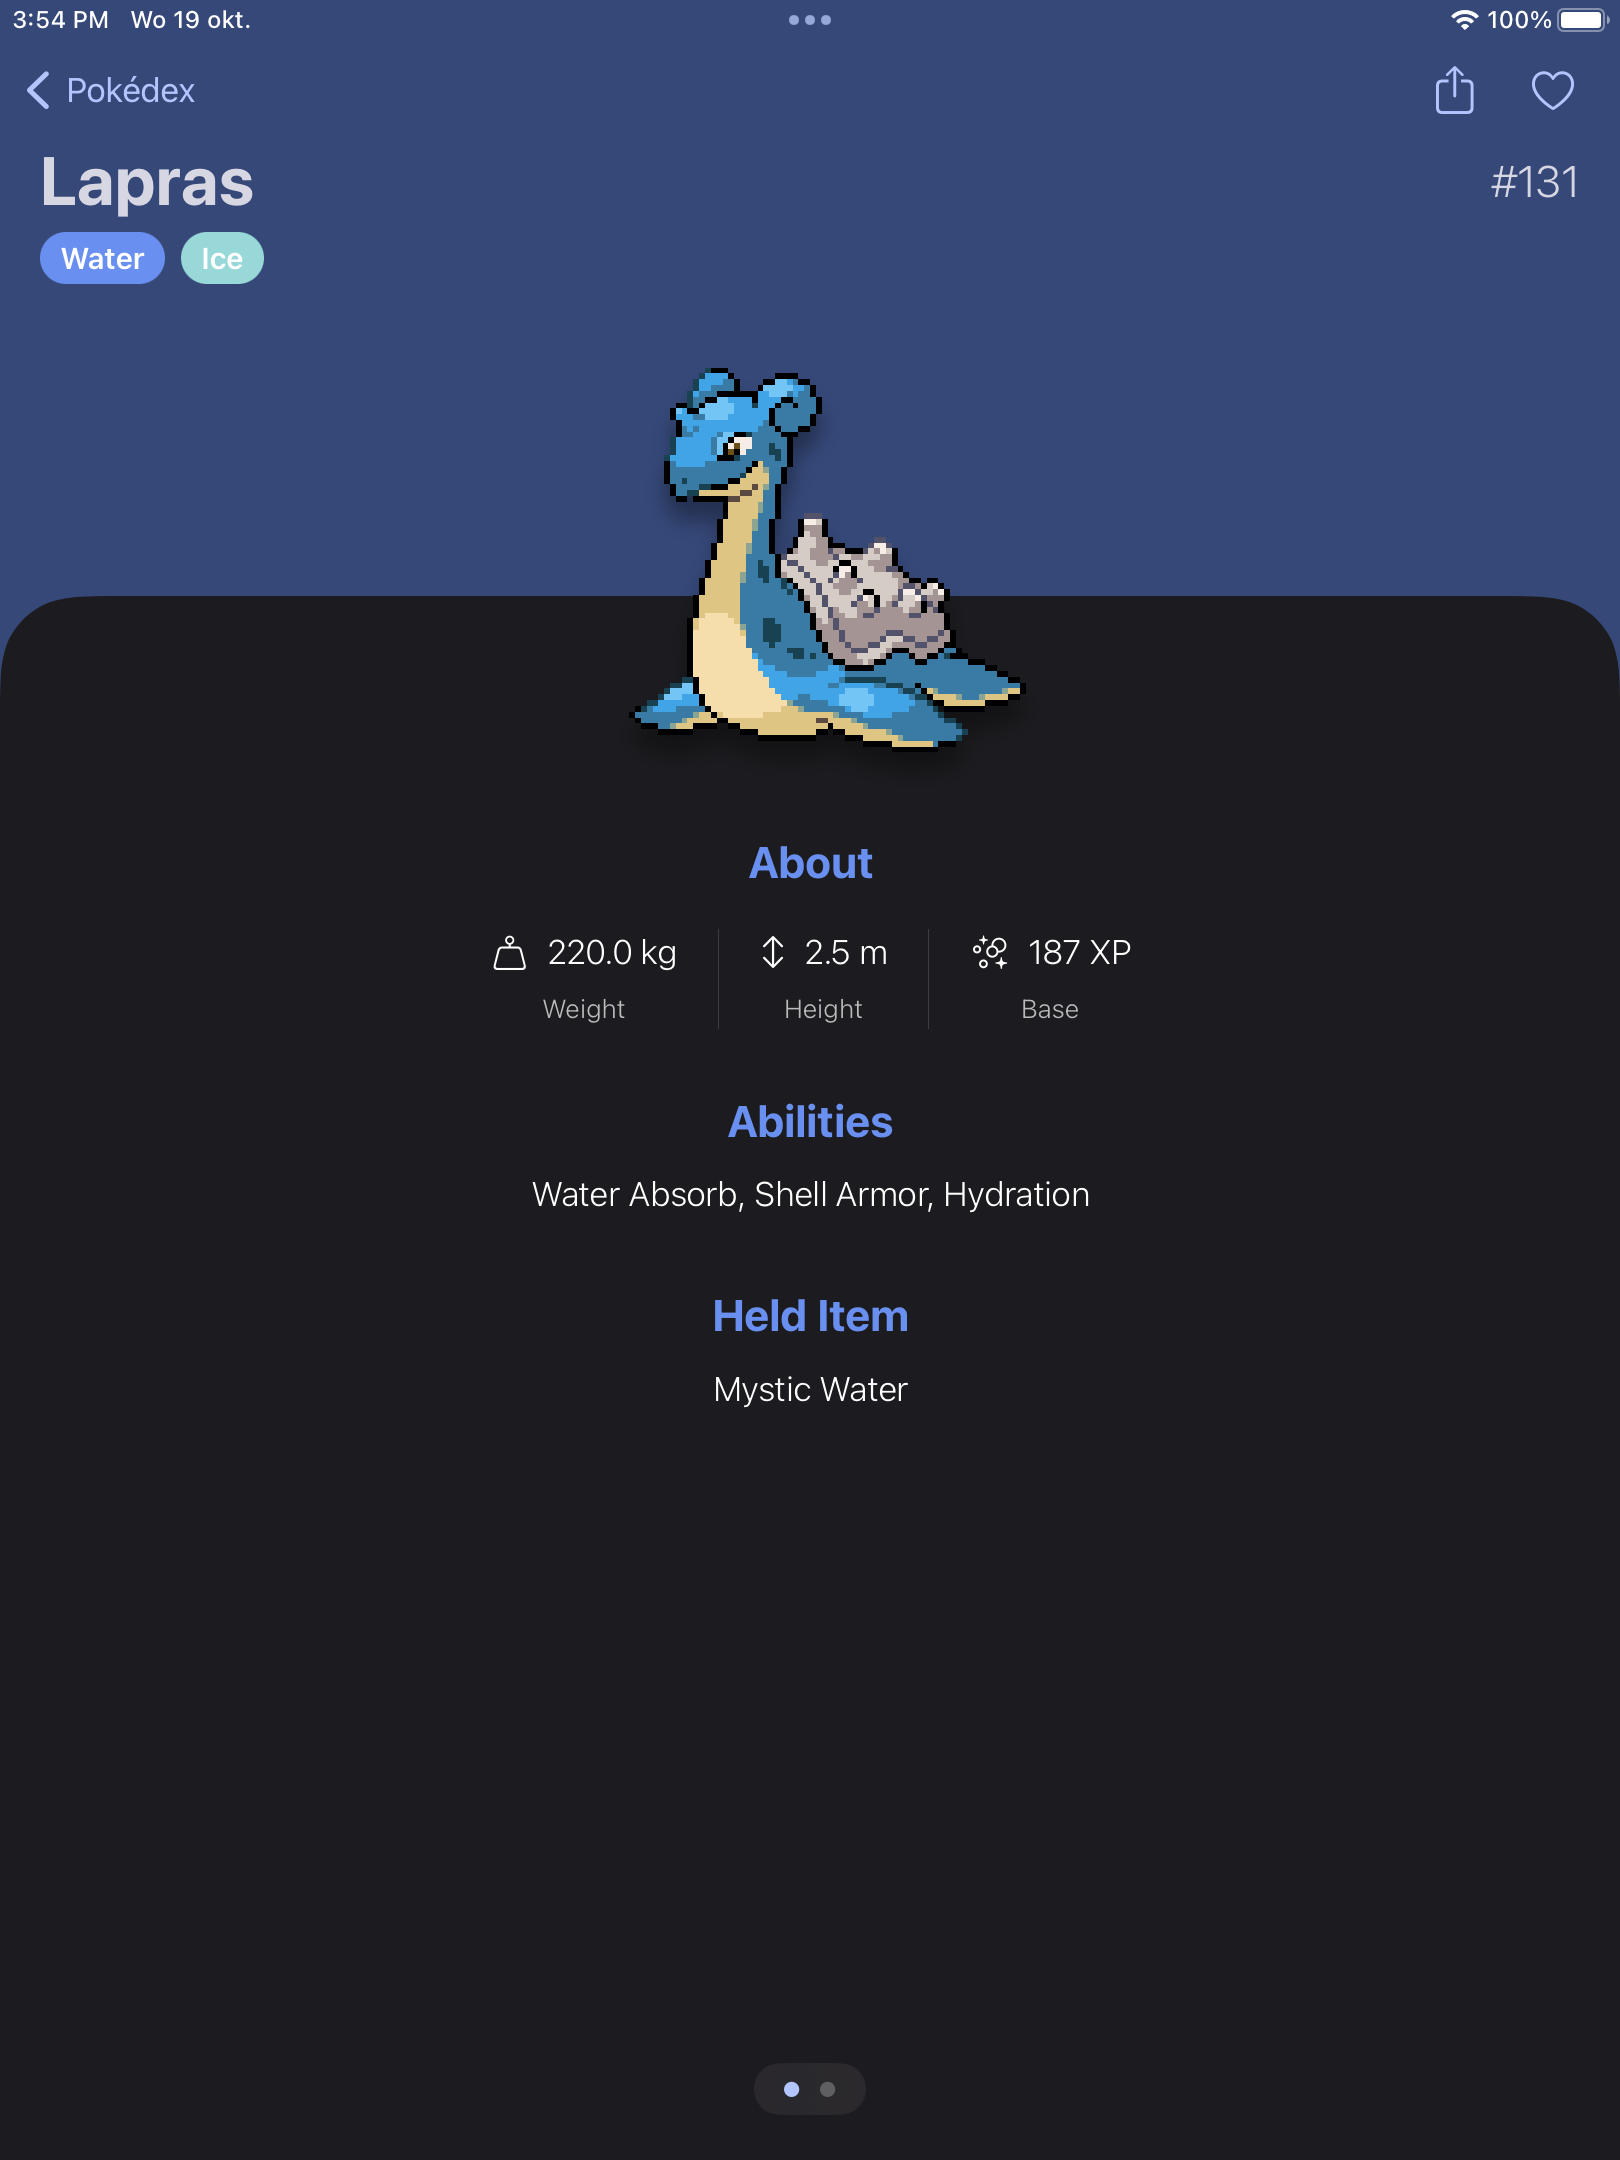 3:54 PM Wo 19 okt. 100%
Pokédex
Lapras #131
Water Ice
About
220.0 kg 2.5 m 187 XP
Weight Height Base
Abilities
Water Absorb, Shell Armor, Hydration
Held Item
Mystic Water